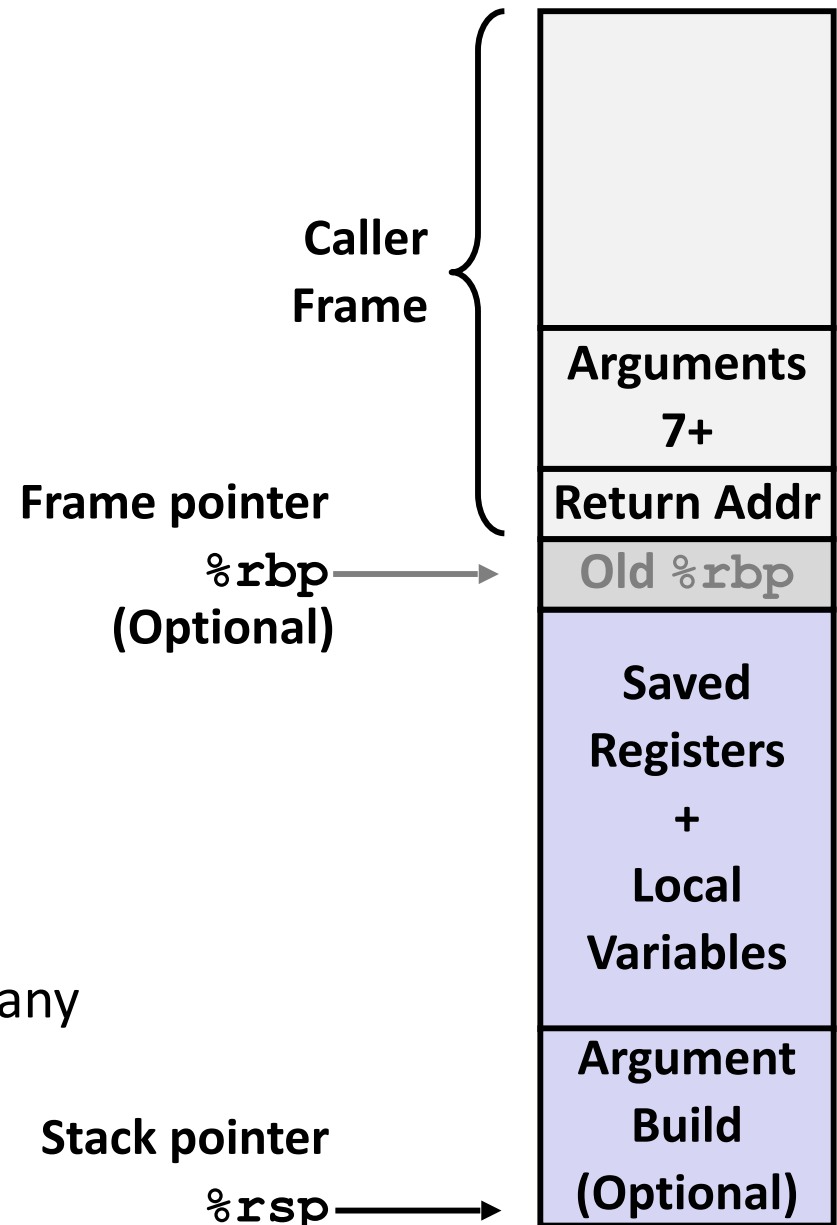 Caller
Frame
Arguments
7+
Frame pointer
Return Addr
%rbp
Old %rbp
(Optional)
Saved
Registers
+
Local
Variables
any
Argument
Build
(Optional)
Stack pointer
%rsp